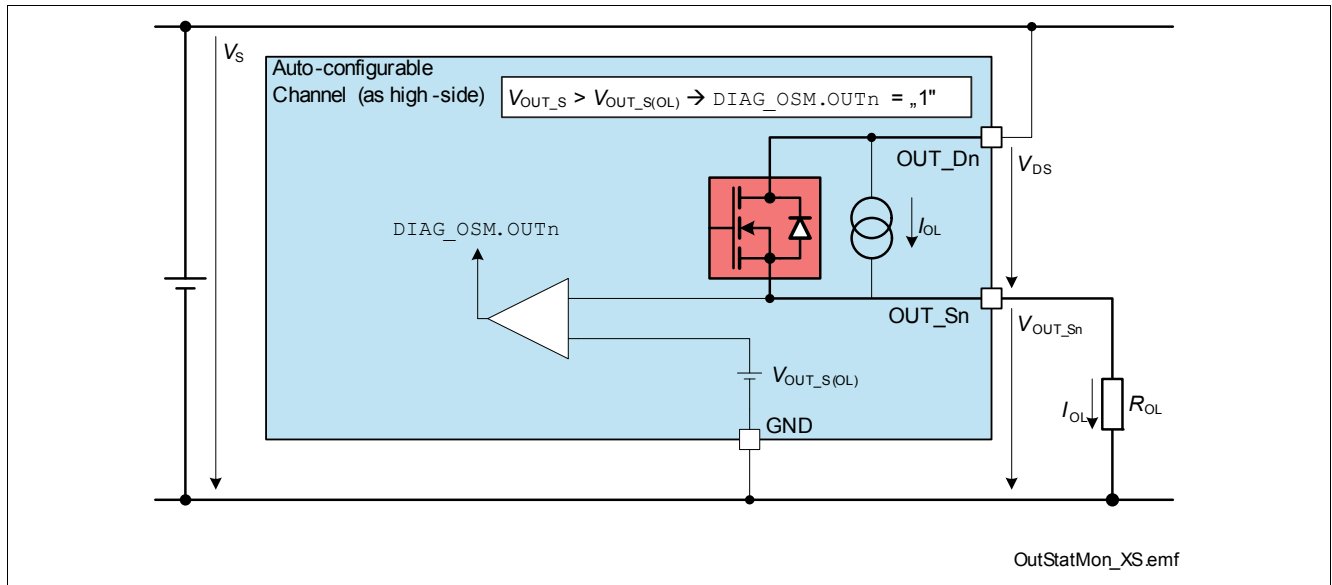 V_S
Auto-configurable
Channel (as high -side)
V_OUT_S > V_OUT_S(OL) → DIAG_OSM.OUTn = „1"
OUT_Dn
V_DS
I_OL
DIAG_OSM.OUTn
OUT_Sn
V_OUT_Sn
V_OUT_S(OL)
I_OL
R_OL
GND
OutStatMon_XS.emf